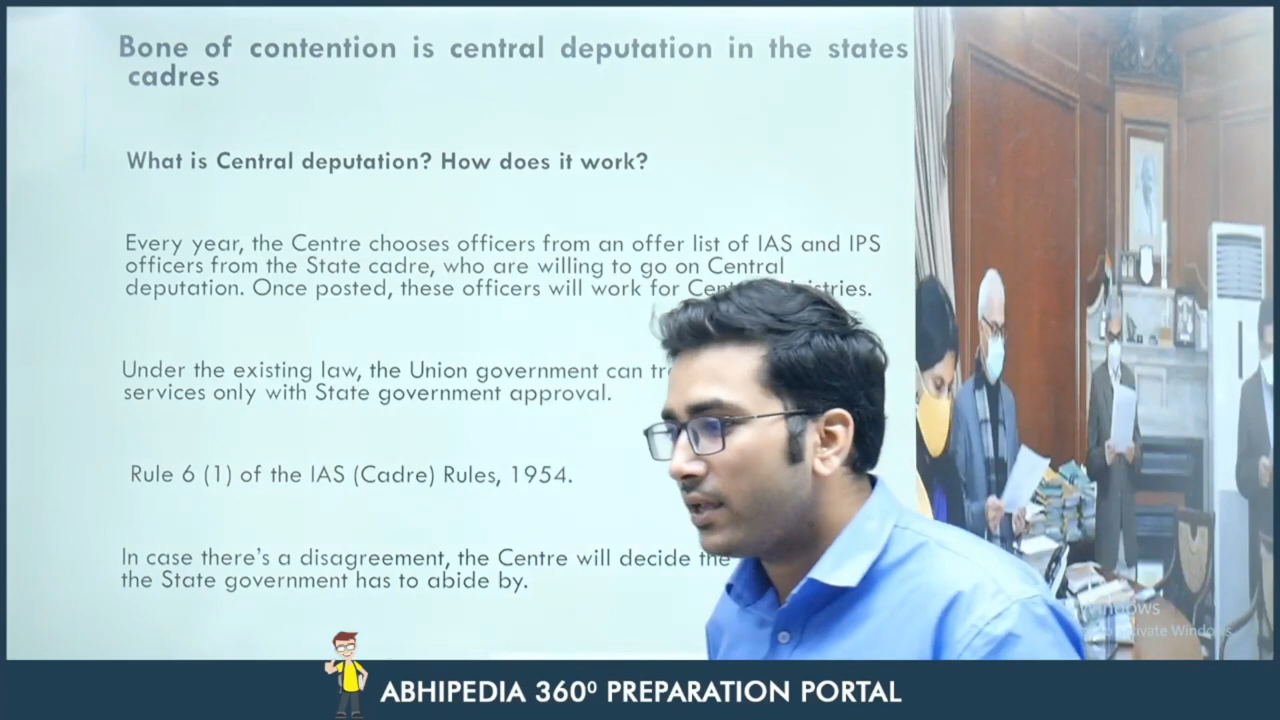 Bone of contention is central deputation in the states
cadres
What is Central deputation? How does it work?
Every year, the Centre chooses officers from an offer list of IAS and IPS
officers from the State cadre, who are willing to go on Central
deputation. Once posted, these officers will work for
Under the existing law, the Union government can
services only with State government approval.
Rule 6 (1) of the IAS (Cadre) Rules, 1954.
In case there's a disagreement, the Centre will decide the
the State government has to abide by.
Windows
Activate Windows
ABHIPEDIA 360⁰ PREPARATION PORTAL